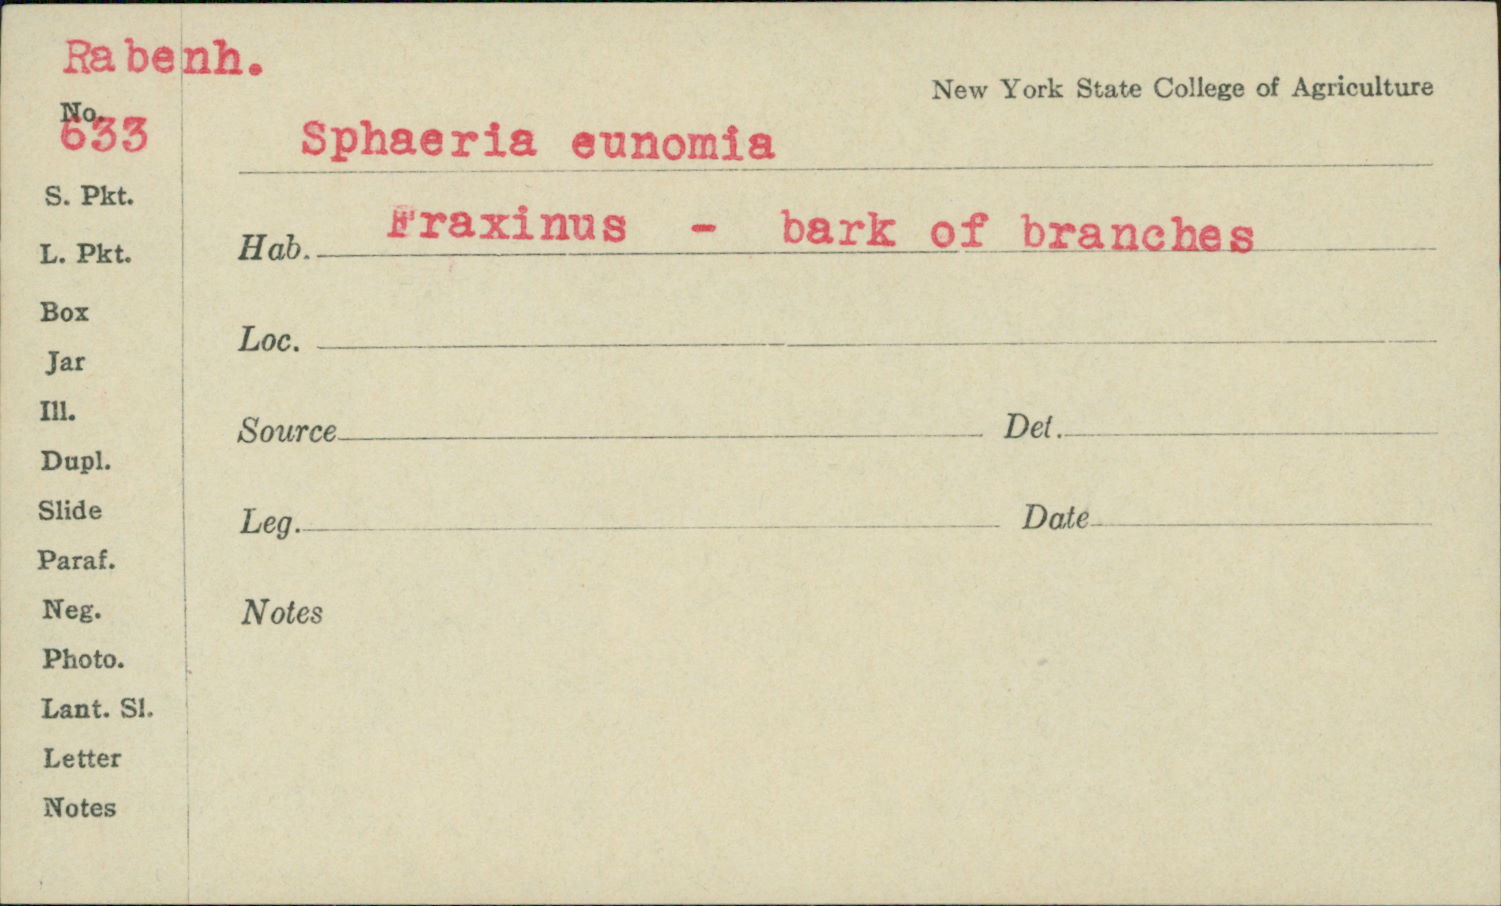 Rabenh.
New York State College of Agriculture
No.
633
Sphaeria eunomia
S. Pkt.
Hab. Fraxinus - bark of branches
L. Pkt.
Box
Loc.
Jar
Ill.
Source Det.
Dupl.
Slide
Leg. Date
Paraf.
Neg.
Notes
Photo.
Lant. Sl.
Letter
Notes